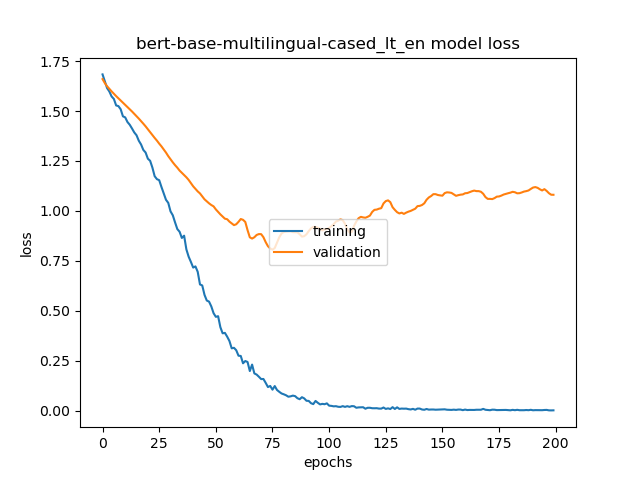 bert-base-multilingual-cased_lt_en model loss
loss
1.75
1.50
1.25
1.00
0.75
0.50
0.25
0.00
training
validation
0 25 50 75 100 125 150 175 200
epochs